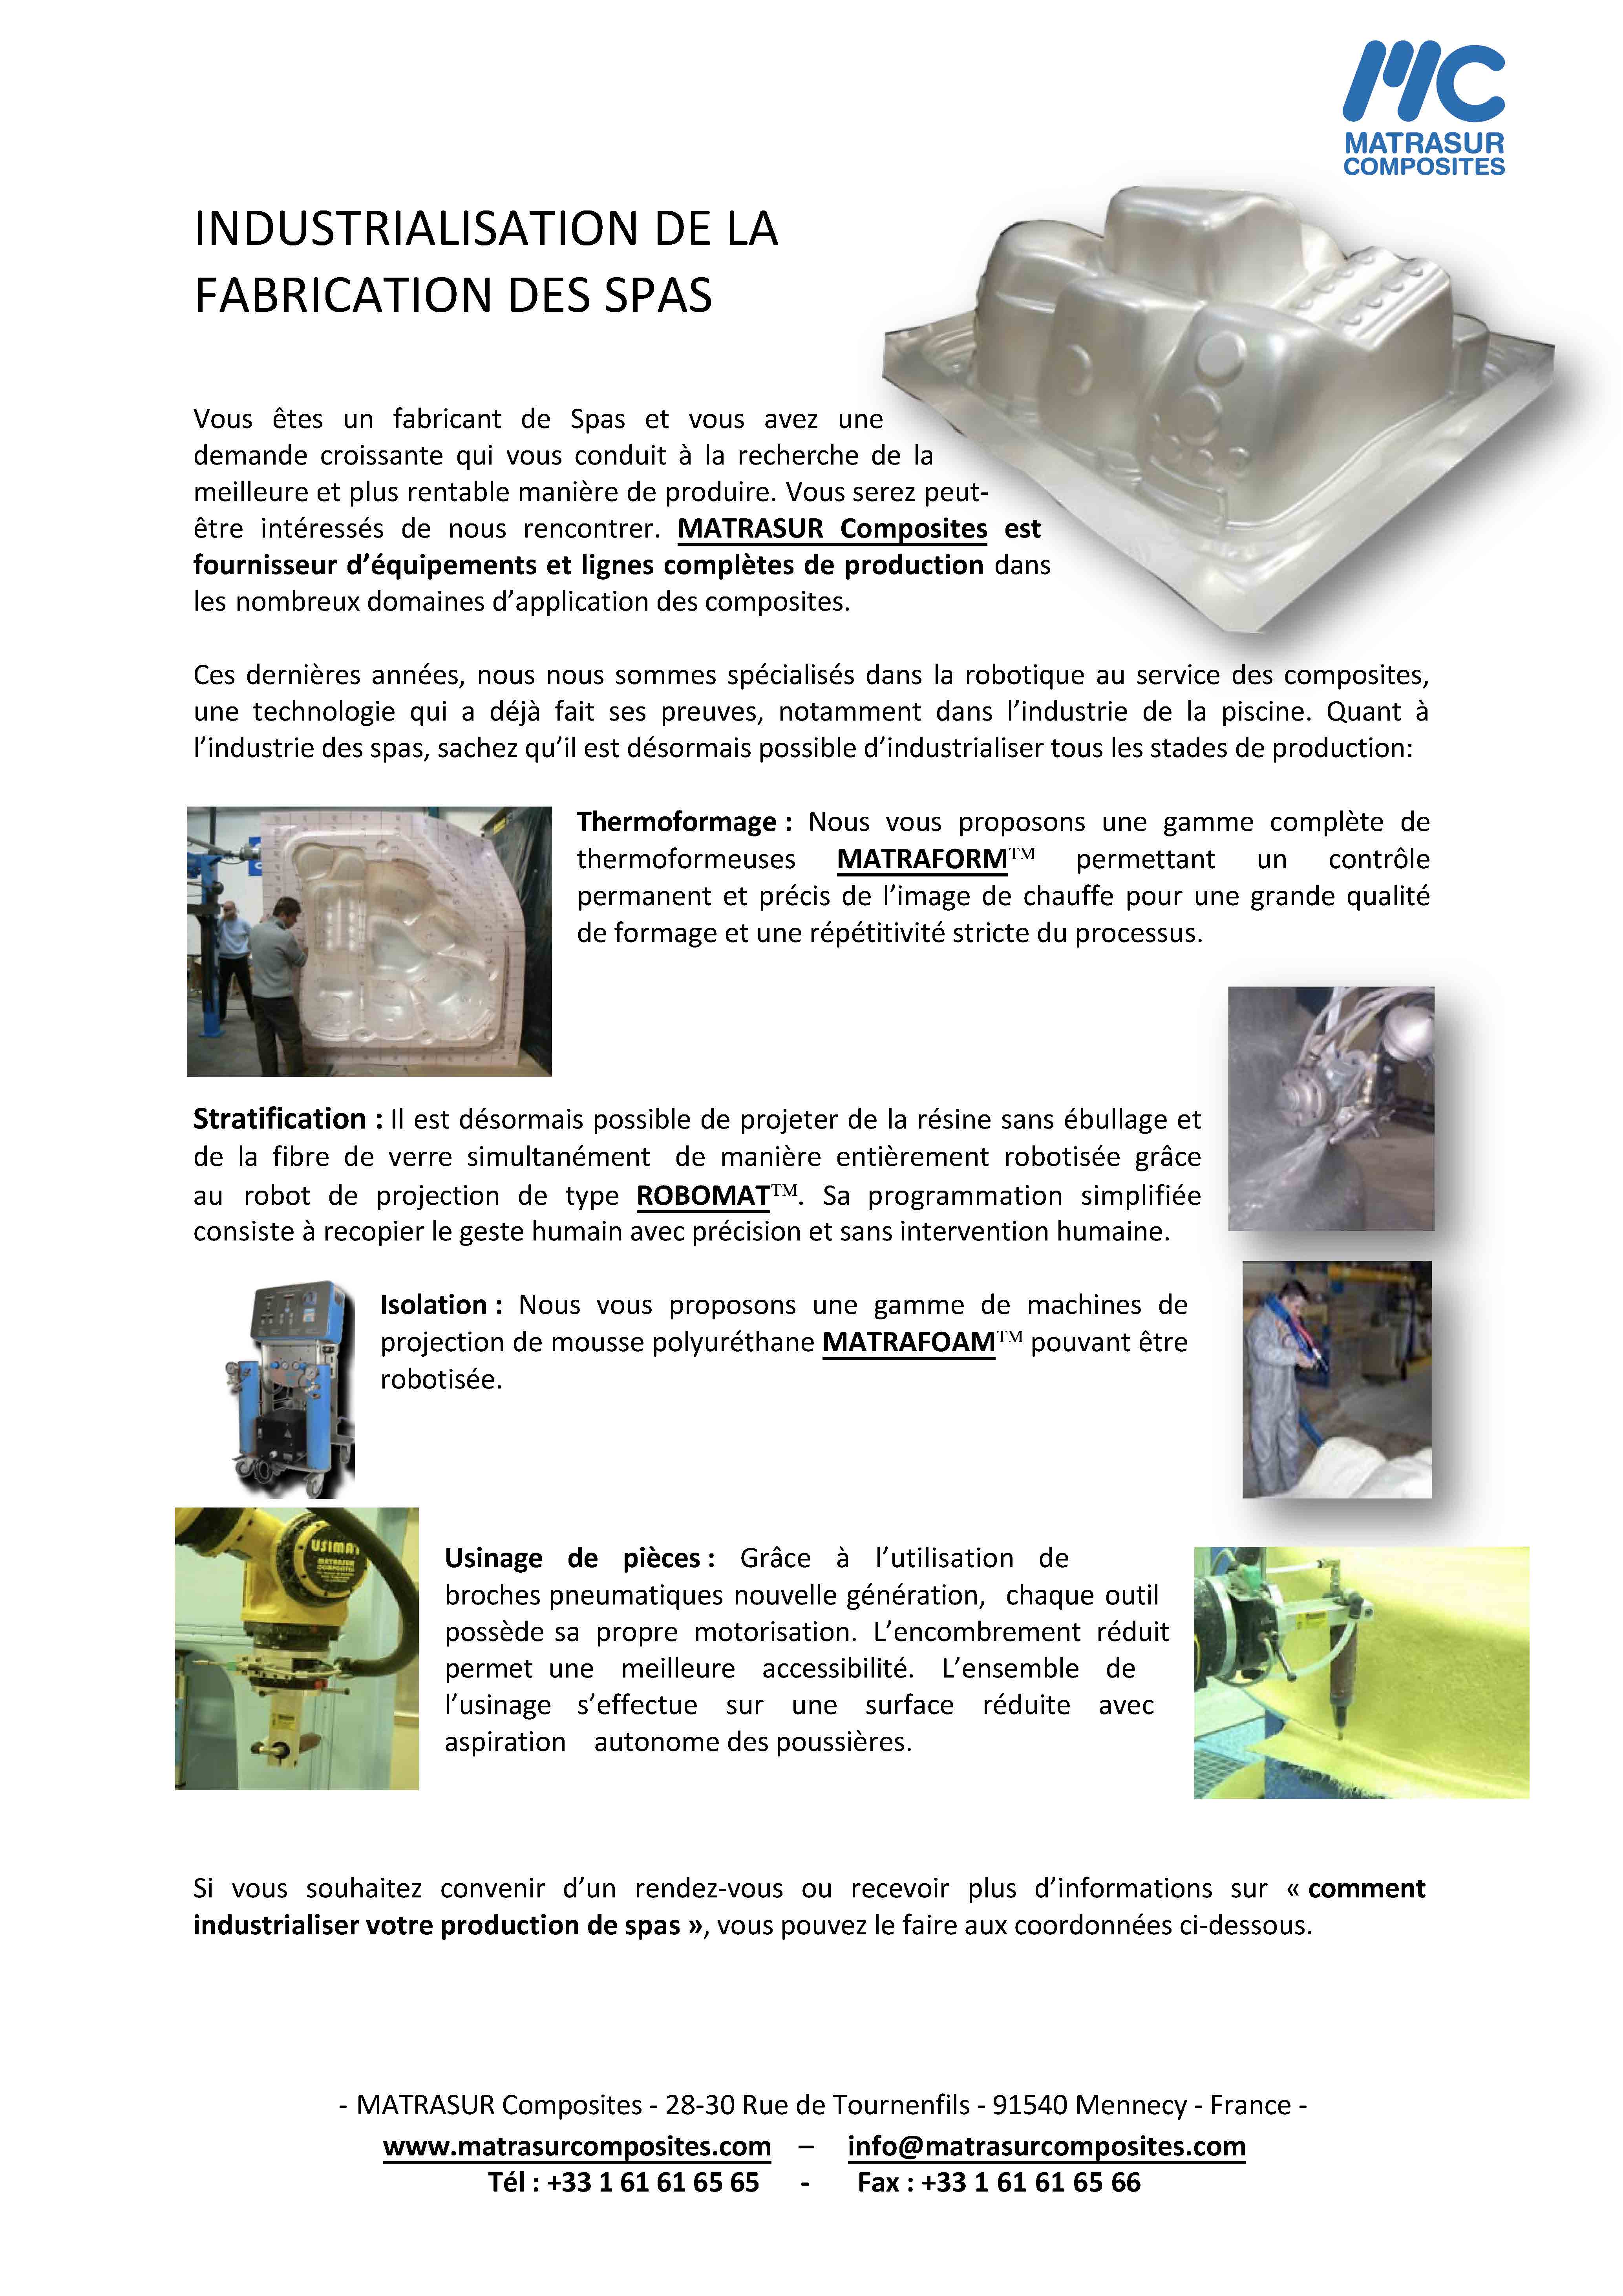 MC
MATRASUR
COMPOSITES
INDUSTRIALISATION DE LA
FABRICATION DES SPAS
Vous êtes un fabricant de Spas et vous avez une
demande croissante qui vous conduit à la recherche de la
meilleure et plus rentable manière de produire. Vous serez peut-
être intéressés de nous rencontrer. MATRASUR Composites est
fournisseur d’équipements et lignes complètes de production dans
les nombreux domaines d’application des composites.
Ces dernières années, nous nous sommes spécialisés dans la robotique au service des composites,
une technologie qui a déjà fait ses preuves, notamment dans l’industrie de la piscine. Quant à
l’industrie des spas, sachez qu’il est désormais possible d’industrialiser tous les stades de production:
Thermoformage : Nous vous proposons une gamme complète de
thermoformeuses MATRAFORM™ permettant un contrôle
permanent et précis de l’image de chauffe pour une grande qualité
de formage et une répétitivité stricte du processus.
Stratification : Il est désormais possible de projeter de la résine sans ébullage et
de la fibre de verre simultanément de manière entièrement robotisée grâce
au robot de projection de type ROBOMAT™. Sa programmation simplifiée
consiste à recopier le geste humain avec précision et sans intervention humaine.
Isolation : Nous vous proposons une gamme de machines de
projection de mousse polyuréthane MATRAFOAM™ pouvant être
robotisée.
USIMAT
MATRASUR
COMPOSITES
Usinage de pièces : Grâce à l’utilisation de
broches pneumatiques nouvelle génération, chaque outil
possède sa propre motorisation. L’encombrement réduit
permet une meilleure accessibilité. L’ensemble de
l’usinage s’effectue sur une surface réduite avec
aspiration autonome des poussières.
Si vous souhaitez convenir d’un rendez-vous ou recevoir plus d’informations sur « comment
industrialiser votre production de spas », vous pouvez le faire aux coordonnées ci-dessous.
- MATRASUR Composites - 28-30 Rue de Tournenfils - 91540 Mennecy - France -
www.matrasurcomposites.com – info@matrasurcomposites.com
Tél : +33 1 61 61 65 65 - Fax : +33 1 61 61 65 66